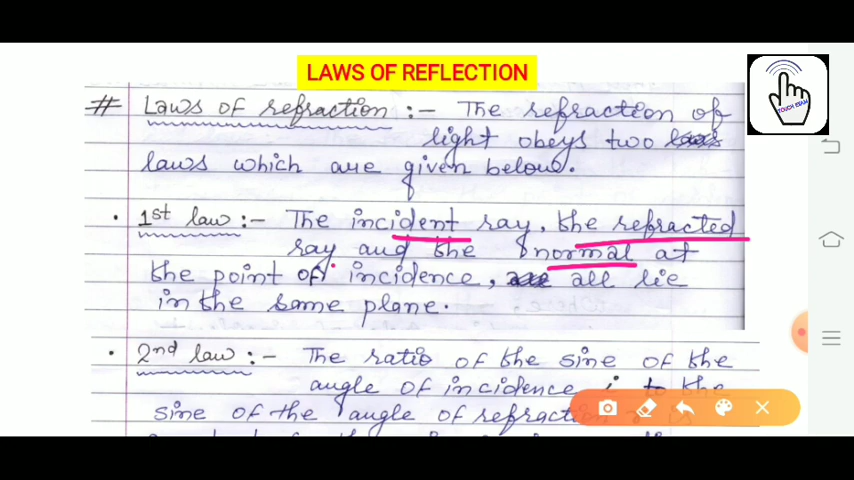 LAWS OF REFLECTION
TOUCH EXAM
# Laws of refraction :- The refraction of
light obeys two
laws which are given below.
• 1st law :- The incident ray, the refracted
ray and the normal at
the point of incidence, all lie
in the same plane.
• 2nd law :- The ratio of the sine of the
angle of incidence i to the
sine of the angle of refraction